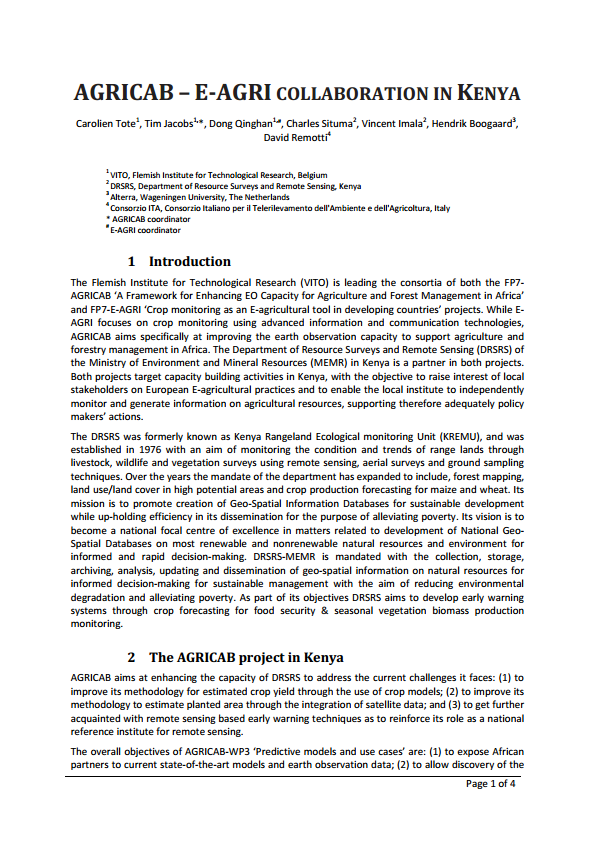 AGRICAB – E-AGRI COLLABORATION IN KENYA
Carolien Tote1, Tim Jacobs1,*, Dong Qinghan1,#, Charles Situma2, Vincent Imala2, Hendrik Boogaard3,
David Remotti4
1 VITO, Flemish Institute for Technological Research, Belgium
2 DRSRS, Department of Resource Surveys and Remote Sensing, Kenya
3 Alterra, Wageningen University, The Netherlands
4 Consorzio ITA, Consorzio Italiano per il Telerilevamento dell'Ambiente e dell'Agricoltura, Italy
* AGRICAB coordinator
# E-AGRI coordinator
1 Introduction
The Flemish Institute for Technological Research (VITO) is leading the consortia of both the FP7-
AGRICAB ‘A Framework for Enhancing EO Capacity for Agriculture and Forest Management in Africa’
and FP7-E-AGRI ‘Crop monitoring as an E-agricultural tool in developing countries’ projects. While E-
AGRI focuses on crop monitoring using advanced information and communication technologies,
AGRICAB aims specifically at improving the earth observation capacity to support agriculture and
forestry management in Africa. The Department of Resource Surveys and Remote Sensing (DRSRS) of
the Ministry of Environment and Mineral Resources (MEMR) in Kenya is a partner in both projects.
Both projects target capacity building activities in Kenya, with the objective to raise interest of local
stakeholders on European E-agricultural practices and to enable the local institute to independently
monitor and generate information on agricultural resources, supporting therefore adequately policy
makers’ actions.
The DRSRS was formerly known as Kenya Rangeland Ecological monitoring Unit (KREMU), and was
established in 1976 with an aim of monitoring the condition and trends of range lands through
livestock, wildlife and vegetation surveys using remote sensing, aerial surveys and ground sampling
techniques. Over the years the mandate of the department has expanded to include, forest mapping,
land use/land cover in high potential areas and crop production forecasting for maize and wheat. Its
mission is to promote creation of Geo-Spatial Information Databases for sustainable development
while up-holding efficiency in its dissemination for the purpose of alleviating poverty. Its vision is to
become a national focal centre of excellence in matters related to development of National Geo-
Spatial Databases on most renewable and nonrenewable natural resources and environment for
informed and rapid decision-making. DRSRS-MEMR is mandated with the collection, storage,
archiving, analysis, updating and dissemination of geo-spatial information on natural resources for
informed decision-making for sustainable management with the aim of reducing environmental
degradation and alleviating poverty. As part of its objectives DRSRS aims to develop early warning
systems through crop forecasting for food security & seasonal vegetation biomass production
monitoring.
2 The AGRICAB project in Kenya
AGRICAB aims at enhancing the capacity of DRSRS to address the current challenges it faces: (1) to
improve its methodology for estimated crop yield through the use of crop models; (2) to improve its
methodology to estimate planted area through the integration of satellite data; and (3) to get further
acquainted with remote sensing based early warning techniques as to reinforce its role as a national
reference institute for remote sensing.
The overall objectives of AGRICAB-WP3 ‘Predictive models and use cases’ are: (1) to expose African
partners to current state-of-the-art models and earth observation data; (2) to allow discovery of the
Page 1 of 4